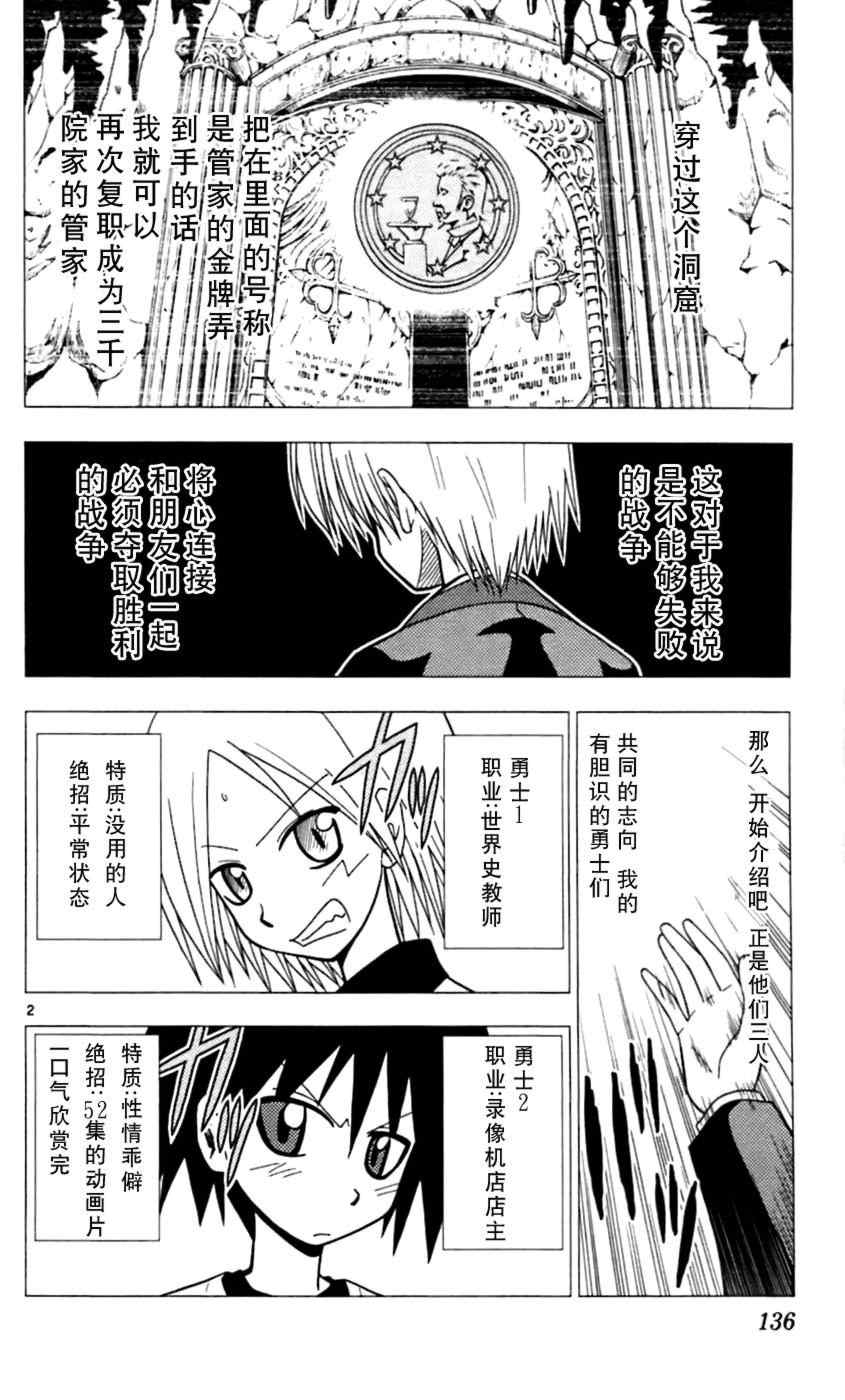 穿过这个洞窟
把在里面的号称
是管家的金牌弄
到手的话
我就可以
再次复职成为三千
院家的管家
这对于我来说
是不能够失败
的战争
将心连接
和朋友们一起
必须夺取胜利
的战争
那么 开始介绍吧 正是他们三人
共同的志向 我的
有胆识的勇士们
勇士1
职业:世界史教师
特质:没用的人
绝招:平常状态
2
勇士2
职业:录像机店店主
特质:性情乖僻
绝招:52集的动画片
一口气欣赏完
136